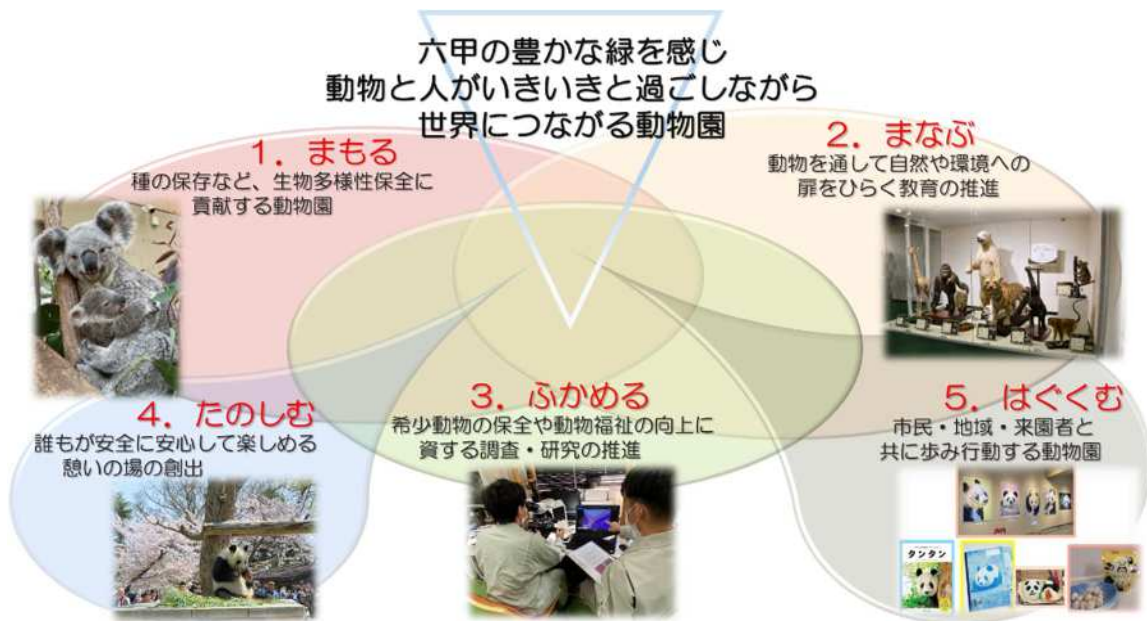 六甲の豊かな緑を感じ
動物と人がいきいきと過ごしながら
世界につながる動物園
1．まもる
種の保存など、生物多様性保全に
貢献する動物園
2．まなぶ
動物を通して自然や環境への
扉をひらく教育の推進
3．ふかめる
希少動物の保全や動物福祉の向上に
資する調査・研究の推進
4．たのしむ
誰もが安全に安心して楽しめる
憩いの場の創出
5．はぐくむ
市民・地域・来園者と
共に歩み行動する動物園
タンタン